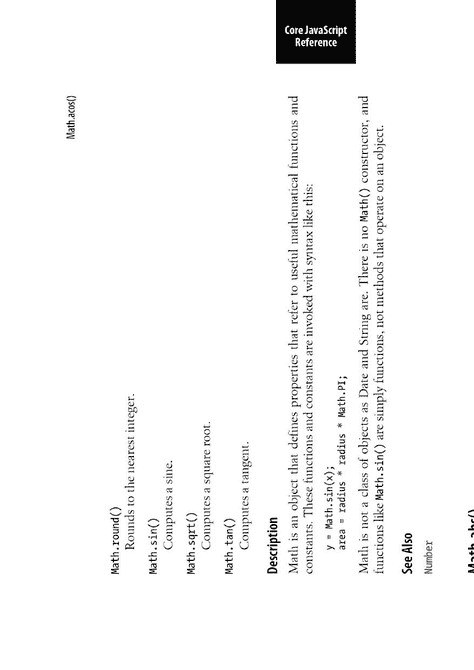 Core JavaScript
Reference
Math.acos()
Math.round()
Rounds to the nearest integer.
Math.sin()
Computes a sine.
Math.sqrt()
Computes a square root.
Math.tan()
Computes a tangent.
Description
Math is an object that defines properties that refer to useful mathematical functions and
constants. These functions and constants are invoked with syntax like this:
y = Math.sin(x);
area = radius * radius * Math.PI;
Math is not a class of objects as Date and String are. There is no Math() constructor, and
functions like Math.sin() are simply functions, not methods that operate on an object.
See Also
Number
Math.abs()